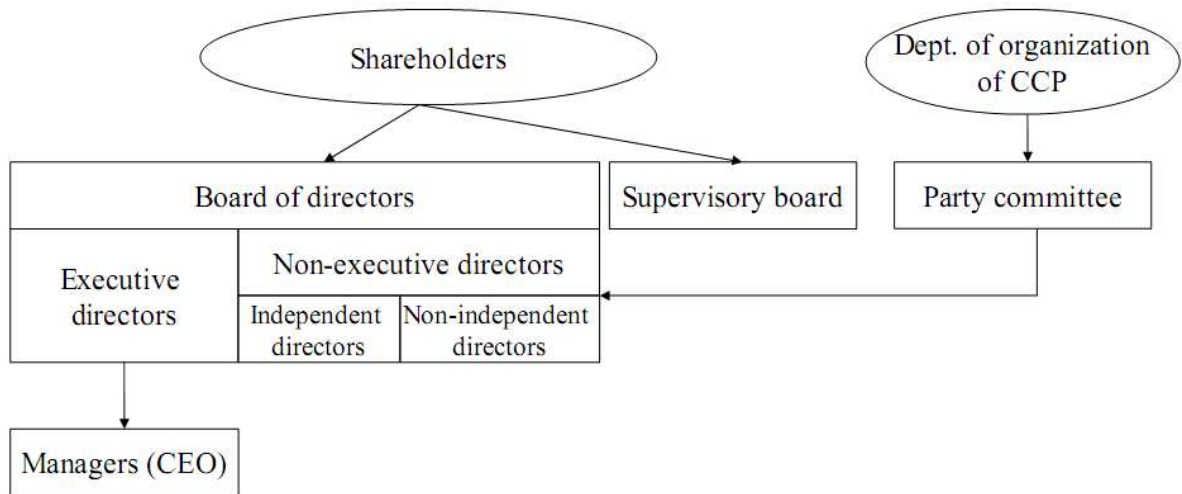 Shareholders
Dept. of organization
of CCP
Board of directors
Supervisory board
Party committee
Executive
directors
Non-executive directors
Independent
directors
Non-independent
directors
Managers (CEO)